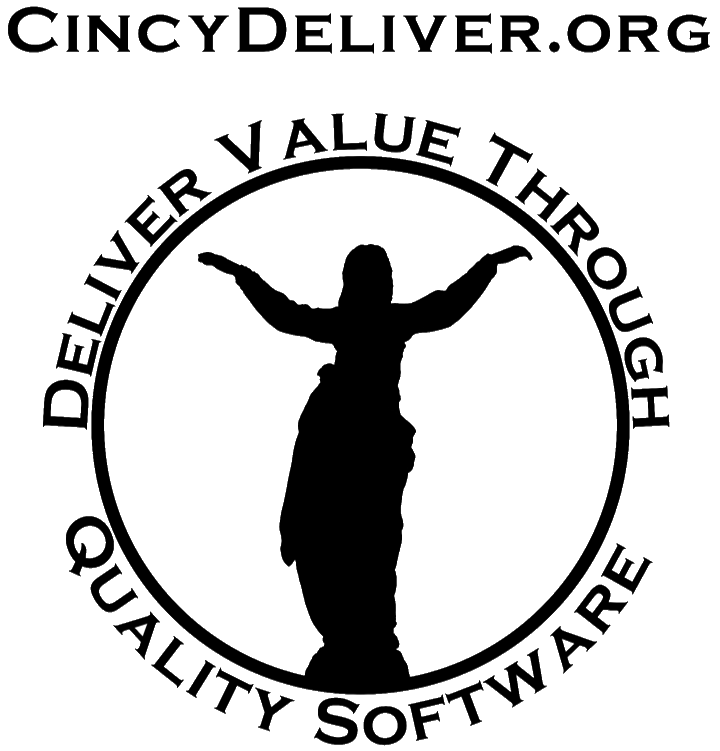 CINCYDELIVER.ORG
DELIVER VALUE THROUGH
QUALITY SOFTWARE